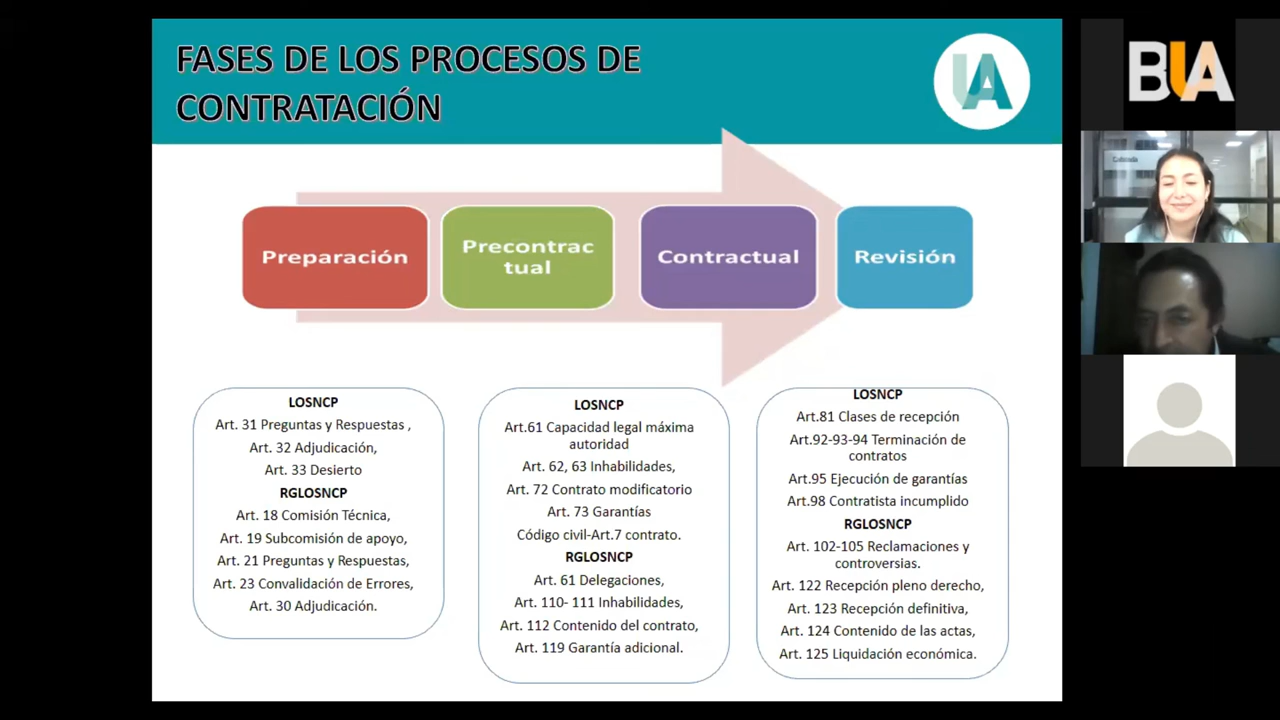 FASES DE LOS PROCESOS DE
CONTRATACIÓN
UA
BUA
Preparación
Precontrac
tual
Contractual
Revisión
LOSNCP
Art. 31 Preguntas y Respuestas ,
Art. 32 Adjudicación,
Art. 33 Desierto
RGLOSNCP
Art. 18 Comisión Técnica,
Art. 19 Subcomisión de apoyo,
Art. 21 Preguntas y Respuestas,
Art. 23 Convalidación de Errores,
Art. 30 Adjudicación.
LOSNCP
Art.61 Capacidad legal máxima
autoridad
Art. 62, 63 Inhabilidades,
Art. 72 Contrato modificatorio
Art. 73 Garantías
Código civil-Art.7 contrato.
RGLOSNCP
Art. 61 Delegaciones,
Art. 110- 111 Inhabilidades,
Art. 112 Contenido del contrato,
Art. 119 Garantía adicional.
LOSNCP
Art.81 Clases de recepción
Art.92-93-94 Terminación de
contratos
Art.95 Ejecución de garantías
Art.98 Contratista incumplido
RGLOSNCP
Art. 102-105 Reclamaciones y
controversias.
Art. 122 Recepción pleno derecho,
Art. 123 Recepción definitiva,
Art. 124 Contenido de las actas,
Art. 125 Liquidación económica.